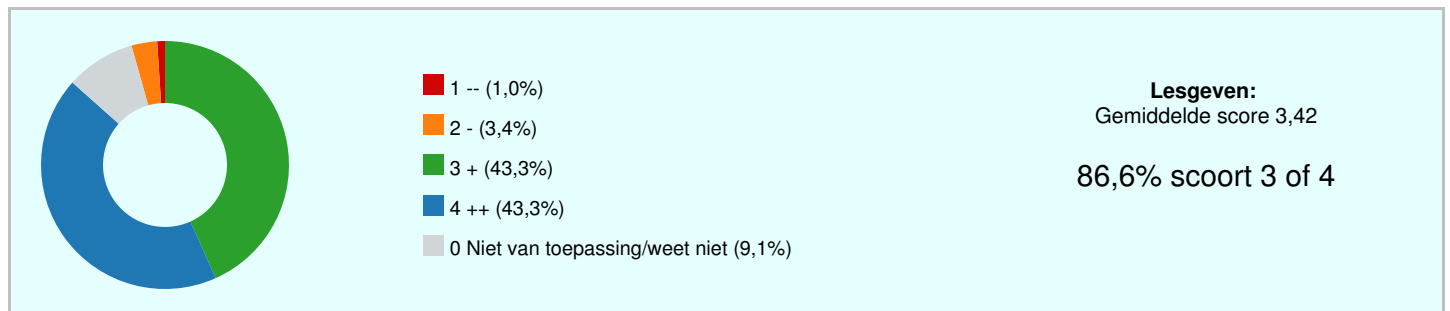 1 -- (1,0%)
2 - (3,4%)
3 + (43,3%)
4 ++ (43,3%)
0 Niet van toepassing/weet niet (9,1%)
Lesgeven:
Gemiddelde score 3,42
86,6% scoort 3 of 4